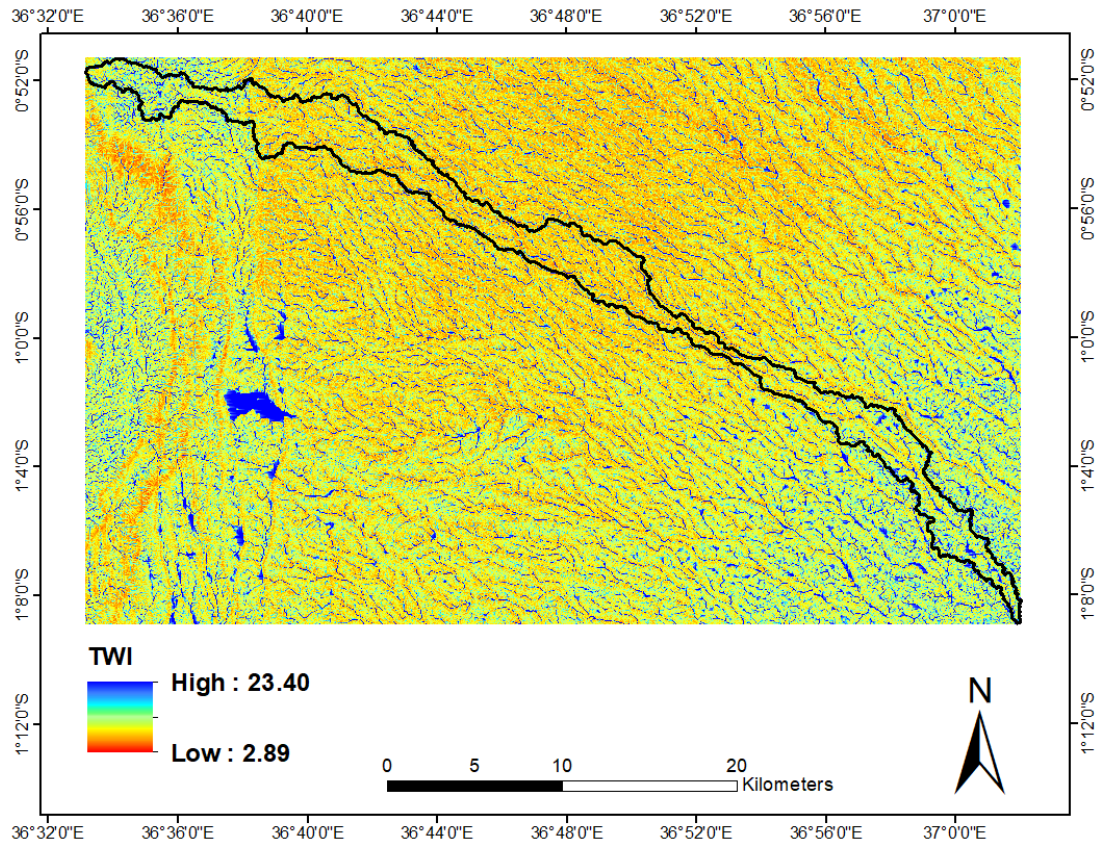 36°32'0"E 36°36'0"E 36°40'0"E 36°44'0"E 36°48'0"E 36°52'0"E 36°56'0"E 37°0'0"E
0°52'0"S 0°52'0"S
0°56'0"S 0°56'0"S
1°0'0"S 1°0'0"S
1°4'0"S 1°4'0"S
1°8'0"S 1°8'0"S
TWI
High : 23.40
Low : 2.89
N
1°12'0"S 1°12'0"S
0 5 10 20
Kilometers
36°32'0"E 36°36'0"E 36°40'0"E 36°44'0"E 36°48'0"E 36°52'0"E 36°56'0"E 37°0'0"E